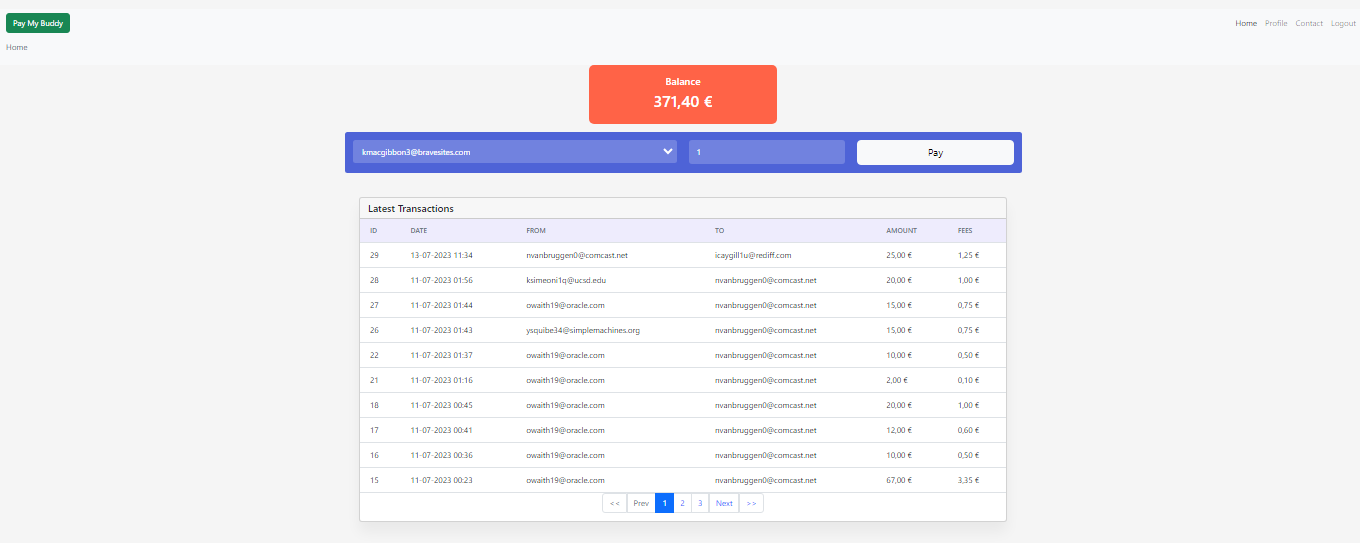 Pay My Buddy
Home Profile Contact Logout
Home
Balance
371,40 €
kmacgibbon3@bravesites.com 1 Pay
Latest Transactions
ID DATE FROM TO AMOUNT FEES
29 13-07-2023 11:34 nvanbruggen0@comcast.net icaygill1u@rediff.com 25,00 € 1,25 €
28 11-07-2023 01:56 ksimeoni1q@ucsd.edu nvanbruggen0@comcast.net 20,00 € 1,00 €
27 11-07-2023 01:44 owaith19@oracle.com nvanbruggen0@comcast.net 15,00 € 0,75 €
26 11-07-2023 01:43 ysquibe34@simplemachines.org nvanbruggen0@comcast.net 15,00 € 0,75 €
22 11-07-2023 01:37 owaith19@oracle.com nvanbruggen0@comcast.net 10,00 € 0,50 €
21 11-07-2023 01:16 owaith19@oracle.com nvanbruggen0@comcast.net 2,00 € 0,10 €
18 11-07-2023 00:45 owaith19@oracle.com nvanbruggen0@comcast.net 20,00 € 1,00 €
17 11-07-2023 00:41 owaith19@oracle.com nvanbruggen0@comcast.net 12,00 € 0,60 €
16 11-07-2023 00:36 owaith19@oracle.com nvanbruggen0@comcast.net 10,00 € 0,50 €
15 11-07-2023 00:23 owaith19@oracle.com nvanbruggen0@comcast.net 67,00 € 3,35 €
<< Prev 1 2 3 Next >>